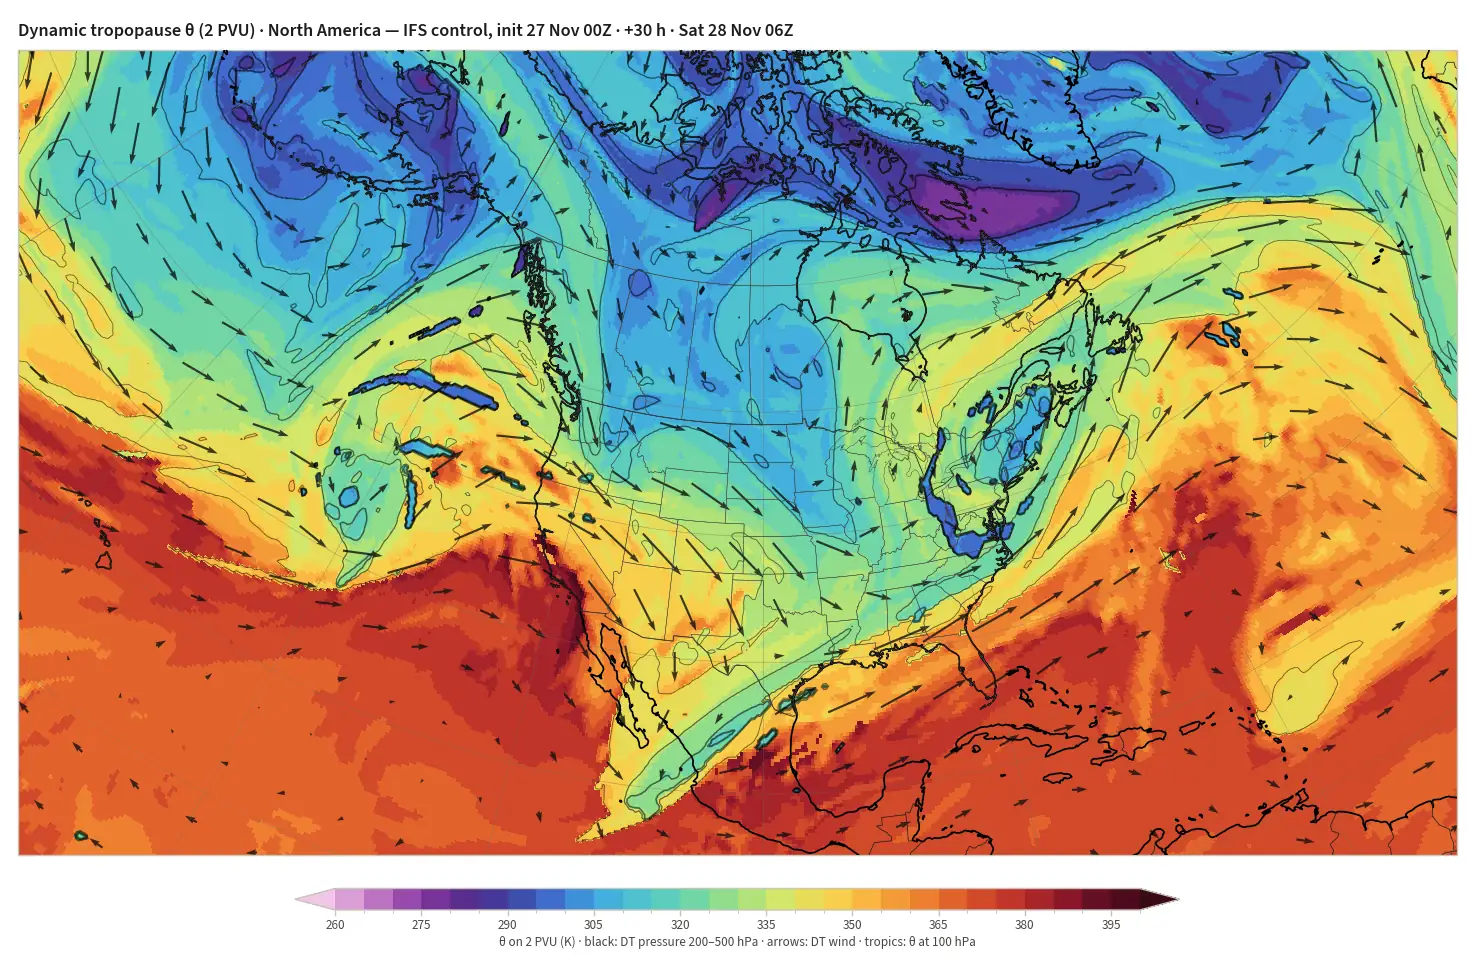 Dynamic tropopause θ (2 PVU) · North America — IFS control, init 27 Nov 00Z · +30 h · Sat 28 Nov 06Z
260 275 290 305 320 335 350 365 380 395
θ on 2 PVU (K) · black: DT pressure 200–500 hPa · arrows: DT wind · tropics: θ at 100 hPa